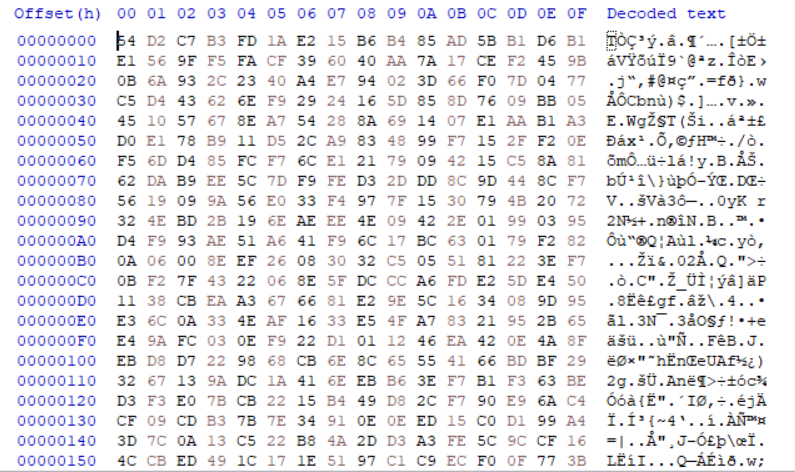 Offset(h) 00 01 02 03 04 05 06 07 08 09 0A 0B 0C 0D 0E 0F Decoded text
00000000 54 D2 C7 B3 FD 1A E2 15 B6 B4 85 AD 5B B1 D6 B1 TÒÇ³ý.â.¶´….[±Ö±
00000010 E1 56 9F F5 FA CF 39 60 40 AA 7A 17 CE F2 45 9B áVŸõúÏ9`@ªz.ÎòE›
00000020 0B 6A 93 2C 23 40 A4 E7 94 02 3D 66 F0 7D 04 77 .j“,#@¤ç”.=fð}.w
00000030 C5 D4 43 62 6E F9 29 24 16 5D 85 8D 76 09 BB 05 ÅÔCbnù)$.]….v.».
00000040 45 10 57 67 8E A7 54 28 8A 69 14 07 E1 AA B1 A3 E.WgŽ§T(Ši..áª±£
00000050 D0 E1 78 B9 11 D5 2C A9 83 48 99 F7 15 2F F2 0E Ðáx¹.Õ,©ƒH™÷./ò.
00000060 F5 6D D4 85 FC F7 6C E1 21 79 09 42 15 C5 8A 81 õmÔ…ü÷lá!y.B.ÅŠ.
00000070 62 DA B9 EE 5C 7D F9 FE D3 2D DD 8C 9D 44 8C F7 bÚ¹î\}ùþÓ-ÝŒ.DŒ÷
00000080 56 19 09 9A 56 E0 33 F4 97 7F 15 30 79 4B 20 72 V..šVà3ô—..0yK r
00000090 32 4E BD 2B 19 6E AE EE 4E 09 42 2E 01 99 03 95 2N½+.n®îN.B..™.•
000000A0 D4 F9 93 AE 51 A6 41 F9 6C 17 BC 63 01 79 F2 82 Ôù“®Q¦Aùl.¼c.yò‚
000000B0 0A 06 00 8E EF 26 08 30 32 C5 05 51 81 22 3E F7 ...Ži&.02Å.Q.">÷
000000C0 0B F2 7F 43 22 06 8E 5F DC CC A6 FD E2 5D E4 50 .ò.C".Ž_ÜÌ¦ýâ]äP
000000D0 11 38 CB EA A3 67 66 81 E2 9E 5C 16 34 08 9D 95 .8Ëê£gf.âž\.4..•
000000E0 E3 6C 0A 33 4E AF 16 33 E5 4F A7 83 21 95 2B 65 ãl.3N¯.3åO§ƒ!•+e
000000F0 E4 9A FC 03 0E F9 22 D1 01 12 46 EA 42 0E 4A 8F äšü..ù"Ñ..FêB.J.
00000100 EB D8 D7 22 98 68 CB 6E 8C 65 55 41 66 BD BF 29 ëØ×"˜hËnŒeUAf½¿)
00000110 32 67 13 9A DC 1A 41 6E EB B6 3E F7 B1 F3 63 BE 2g.šÜ.Anë¶>÷±óc¾
00000120 D3 F3 E0 7B CB 22 15 B4 49 D8 2C F7 90 E9 6A C4 Óóà{Ë".´IØ,÷.éjÄ
00000130 CF 09 CD B3 7B 7E 34 91 0E 0E ED 15 C0 D1 99 A4 Ï.Í³{~4‘..í.ÀÑ™¤
00000140 3D 7C 0A 13 C5 22 B8 4A 2D D3 A3 FE 5C 9C CF 16 =|..Å"¸J-Ó£þ\œÏ.
00000150 4C CB ED 49 1C 17 1E 51 97 C1 C9 EC F0 0F 77 3B LËíI...Q—ÁÉìð.w;